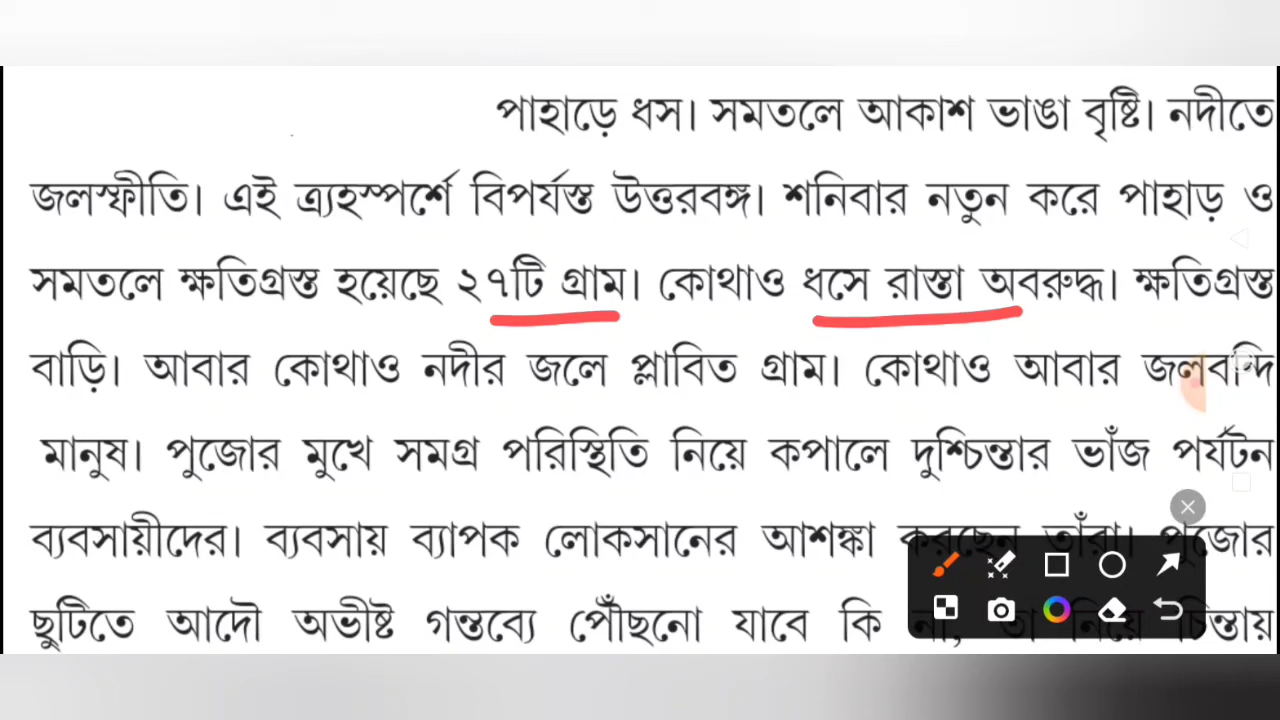 পাহাড়ে ধস। সমতলে আকাশ ভাঙা বৃষ্টি। নদীতে
জলস্ফীতি। এই ত্র্যহস্পর্শে বিপর্যস্ত উত্তরবঙ্গ। শনিবার নতুন করে পাহাড় ও
সমতলে ক্ষতিগ্রস্ত হয়েছে ২৭টি গ্রাম। কোথাও ধসে রাস্তা অবরুদ্ধ। ক্ষতিগ্রস্ত
বাড়ি। আবার কোথাও নদীর জলে প্লাবিত গ্রাম। কোথাও আবার জলবন্দি
মানুষ। পুজোর মুখে সমগ্র পরিস্থিতি নিয়ে কপালে দুশ্চিন্তার ভাঁজ পর্যটন
ব্যবসায়ীদের। ব্যবসায় ব্যাপক লোকসানের আশঙ্কা করছেন তাঁরা। পুজোর
ছুটিতে আদৌ অভীষ্ট গন্তব্যে পৌঁছনো যাবে কি না, তা নিয়ে চিন্তায়